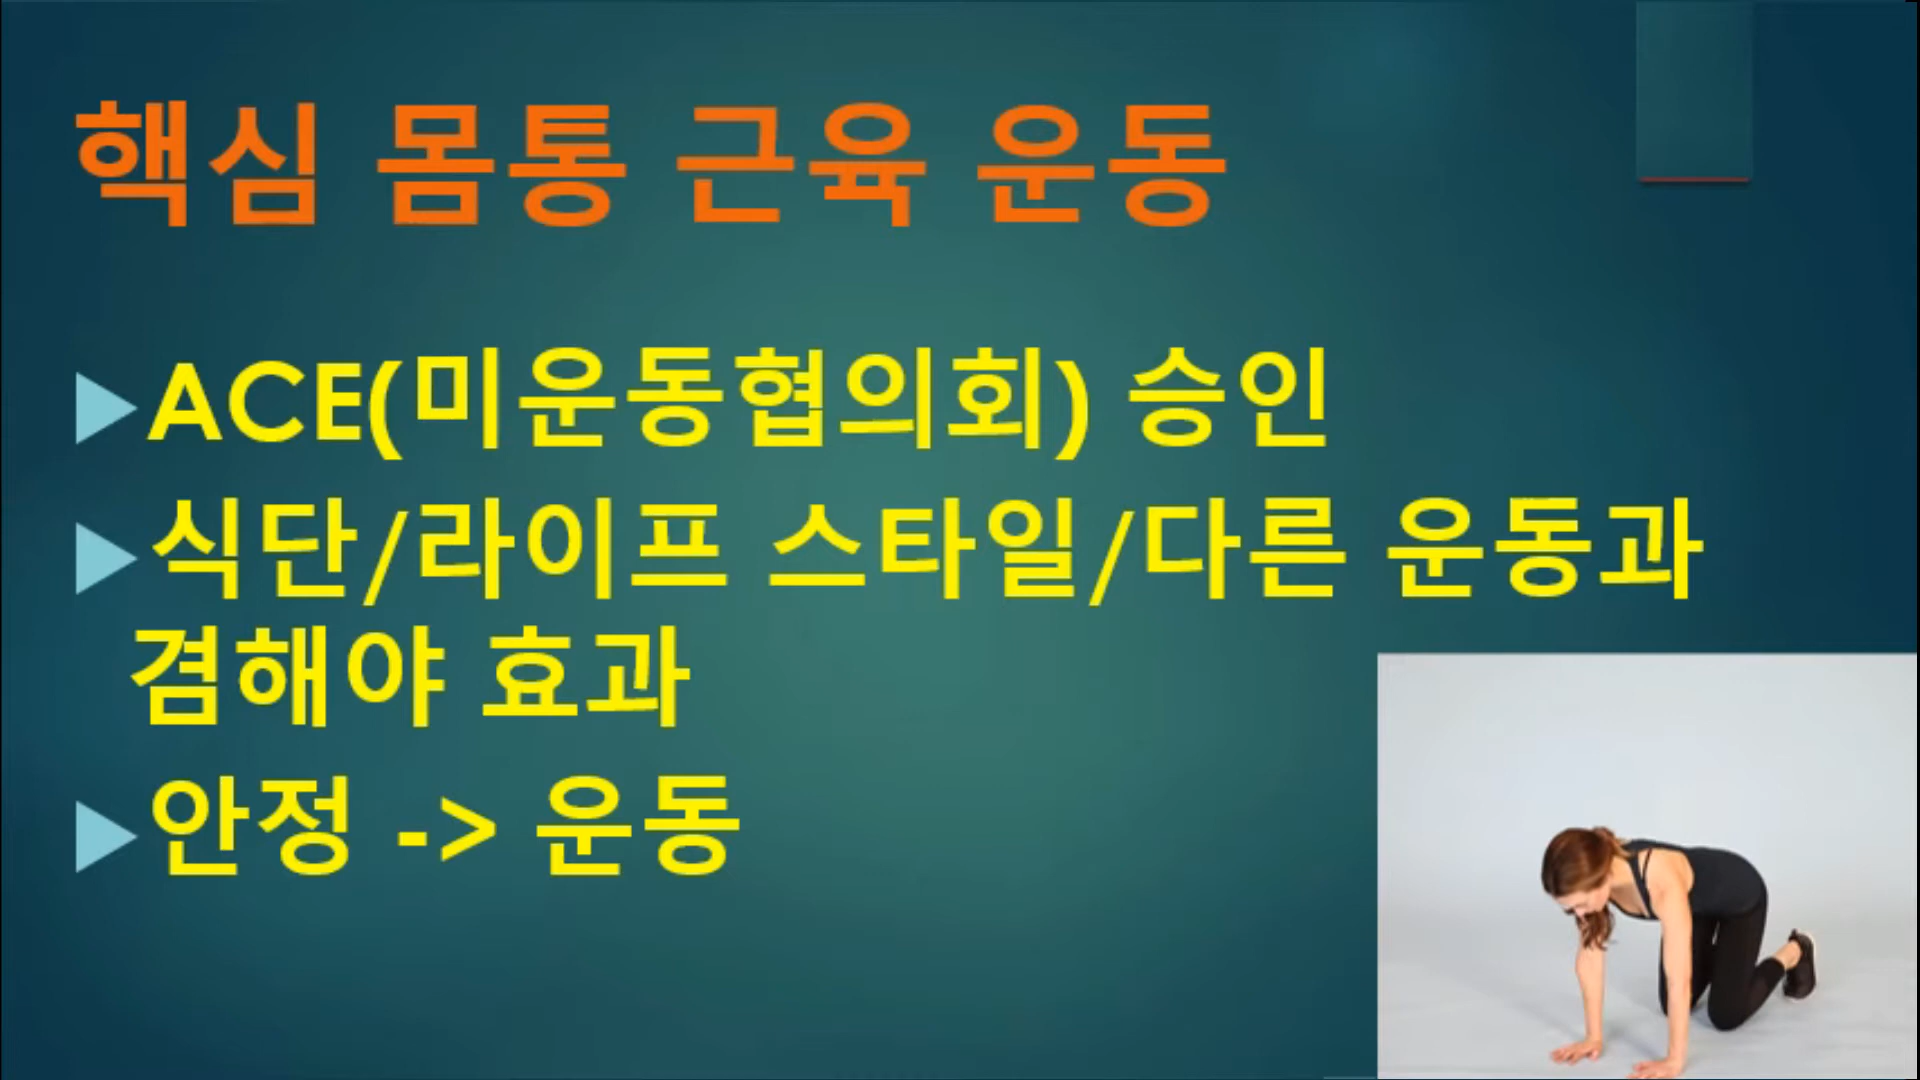 핵심 몸통 근육 운동
ACE(미운동협의회) 승인
식단/라이프 스타일/다른 운동과
겸해야 효과
안정 -> 운동